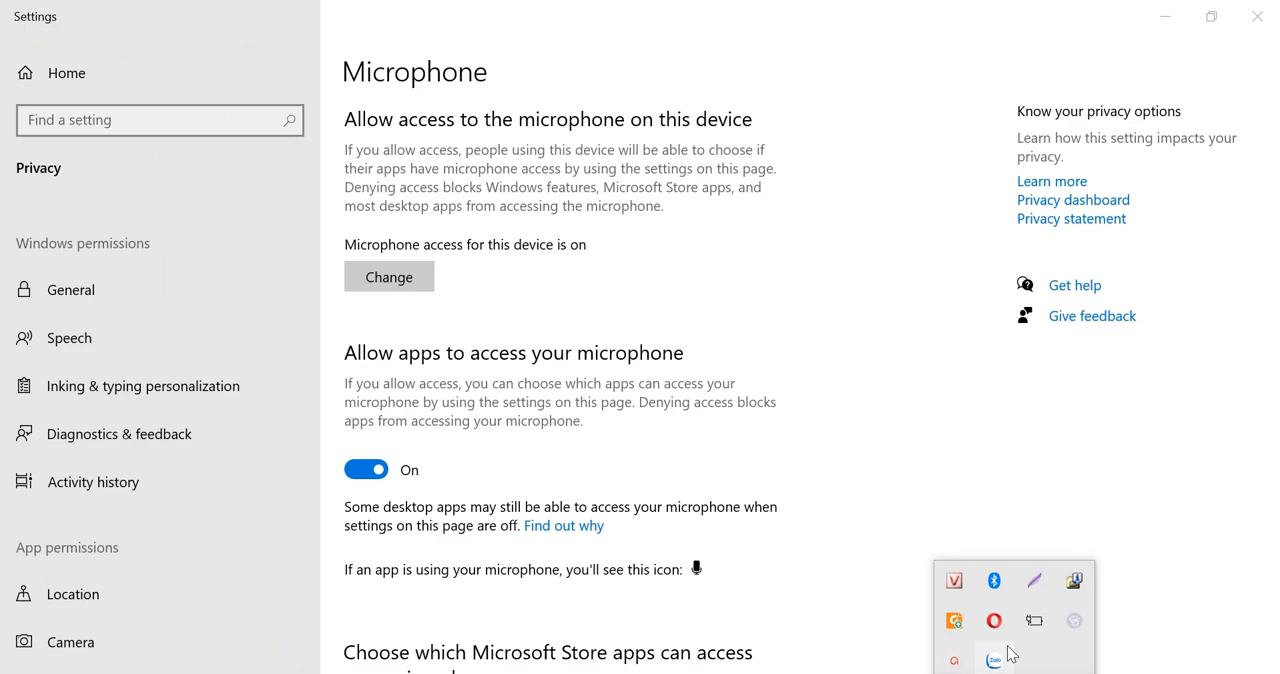 Settings
Home
Find a setting
Privacy
Windows permissions
General
Speech
Inking & typing personalization
Diagnostics & feedback
Activity history
App permissions
Location
Camera
Microphone
Allow access to the microphone on this device
If you allow access, people using this device will be able to choose if
their apps have microphone access by using the settings on this page.
Denying access blocks Windows features, Microsoft Store apps, and
most desktop apps from accessing the microphone.
Microphone access for this device is on
Change
Allow apps to access your microphone
If you allow access, you can choose which apps can access your
microphone by using the settings on this page. Denying access blocks
apps from accessing your microphone.
On
Some desktop apps may still be able to access your microphone when
settings on this page are off. Find out why
If an app is using your microphone, you'll see this icon:
Choose which Microsoft Store apps can access
Know your privacy options
Learn how this setting impacts your
privacy.
Learn more
Privacy dashboard
Privacy statement
Get help
Give feedback
V
Zalo